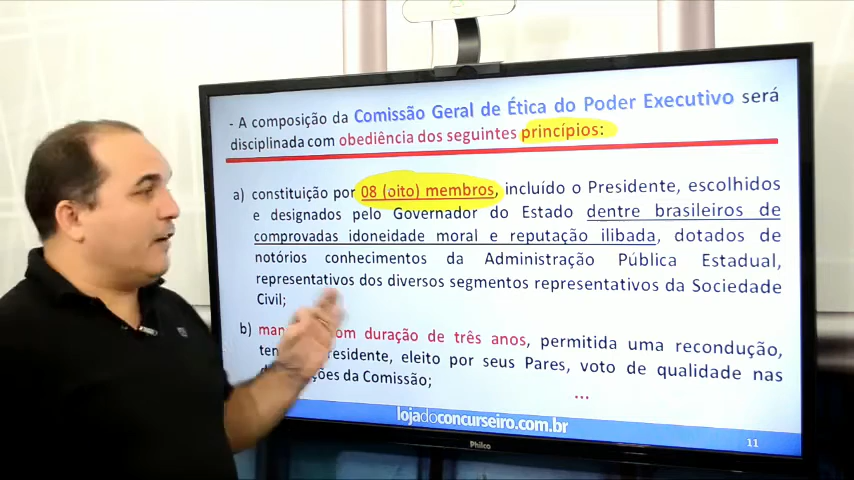 - A composição da Comissão Geral de Ética do Poder Executivo será
disciplinada com obediência dos seguintes princípios:
a) constituição por 08 (oito) membros, incluído o Presidente, escolhidos
e designados pelo Governador do Estado dentre brasileiros de
comprovadas idoneidade moral e reputação ilibada, dotados de
notórios conhecimentos da Administração Pública Estadual,
representativos dos diversos segmentos representativos da Sociedade
Civil;
b) com duração de três anos, permitida uma recondução,
eleito por seus Pares, voto de qualidade nas
da Comissão;
...
lojadoconcurseiro.com.br
11
Philco